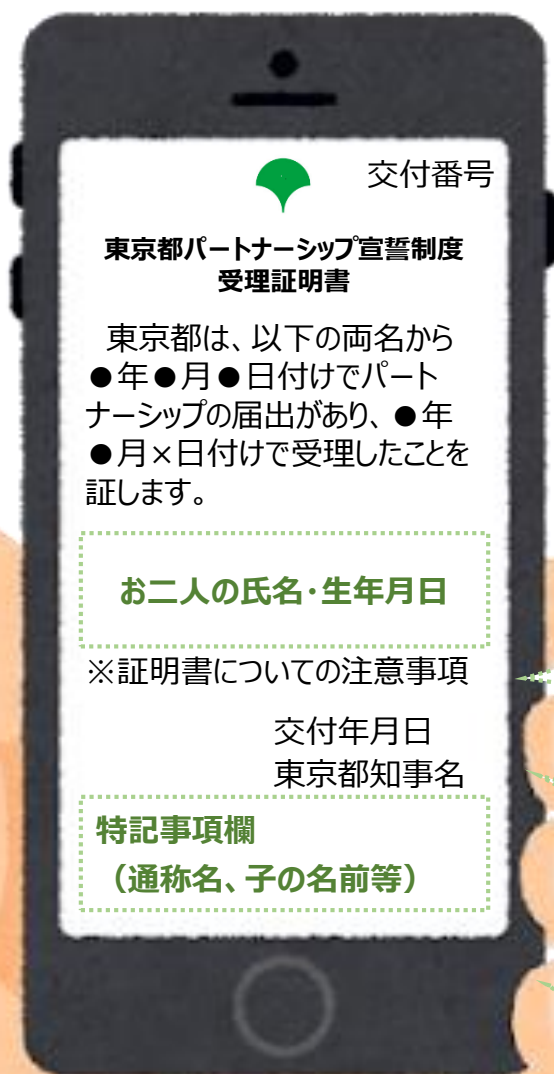 交付番号
東京都パートナーシップ宣誓制度
受理証明書
東京都は、以下の両名から
●年●月●日付けでパート
ナーシップの届出があり、●年
●月×日付けで受理したことを
証します。
お二人の氏名・生年月日
※証明書についての注意事項
交付年月日
東京都知事名
特記事項欄
（通称名、子の名前等）